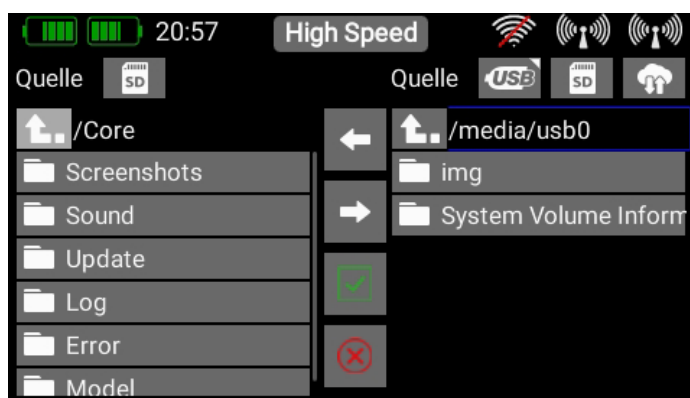 20:57 High Speed
Quelle SD Quelle USB SD
/Core /media/usb0
Screenshots img
Sound System Volume Inform
Update
Log
Error
Model